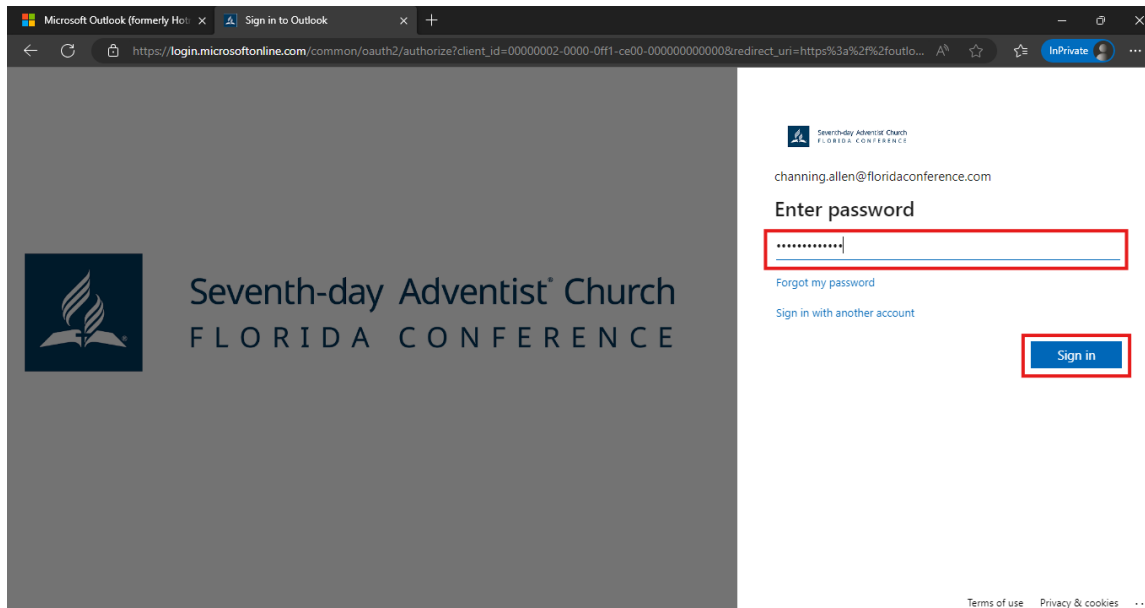 Microsoft Outlook (formerly Hotr
Sign in to Outlook
https://login.microsoftonline.com/common/oauth2/authorize?client_id=00000002-0000-0ff1-ce00-000000000000&redirect_uri=https%3a%2f%2foutlo...
InPrivate
Seventh-day Adventist® Church
FLORIDA CONFERENCE
Seventh-day Adventist® Church
FLORIDA CONFERENCE
channing.allen@floridaconference.com
Enter password
•••••••••••••
Forgot my password
Sign in with another account
Sign in
Terms of use Privacy & cookies ...